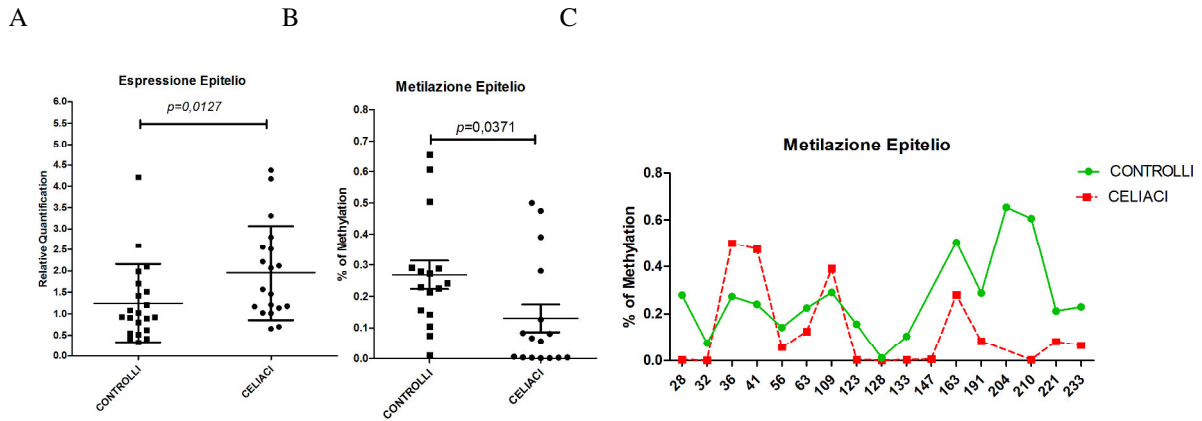 A
B
C
Espressione Epitelio
p=0,0127
Relative Quantification
6.0
5.5
5.0
4.5
4.0
3.5
3.0
2.5
2.0
1.5
1.0
0.5
0.0
CONTROLLI
CELIACI
Metilazione Epitelio
p=0,0371
% of Methylation
0.8
0.7
0.6
0.5
0.4
0.3
0.2
0.1
0.0
CONTROLLI
CELIACI
Metilazione Epitelio
CONTROLLI
CELIACI
% of Methylation
0.8
0.6
0.4
0.2
0.0
28 32 36 41 56 63 109 123 128 133 147 163 191 204 210 221 233